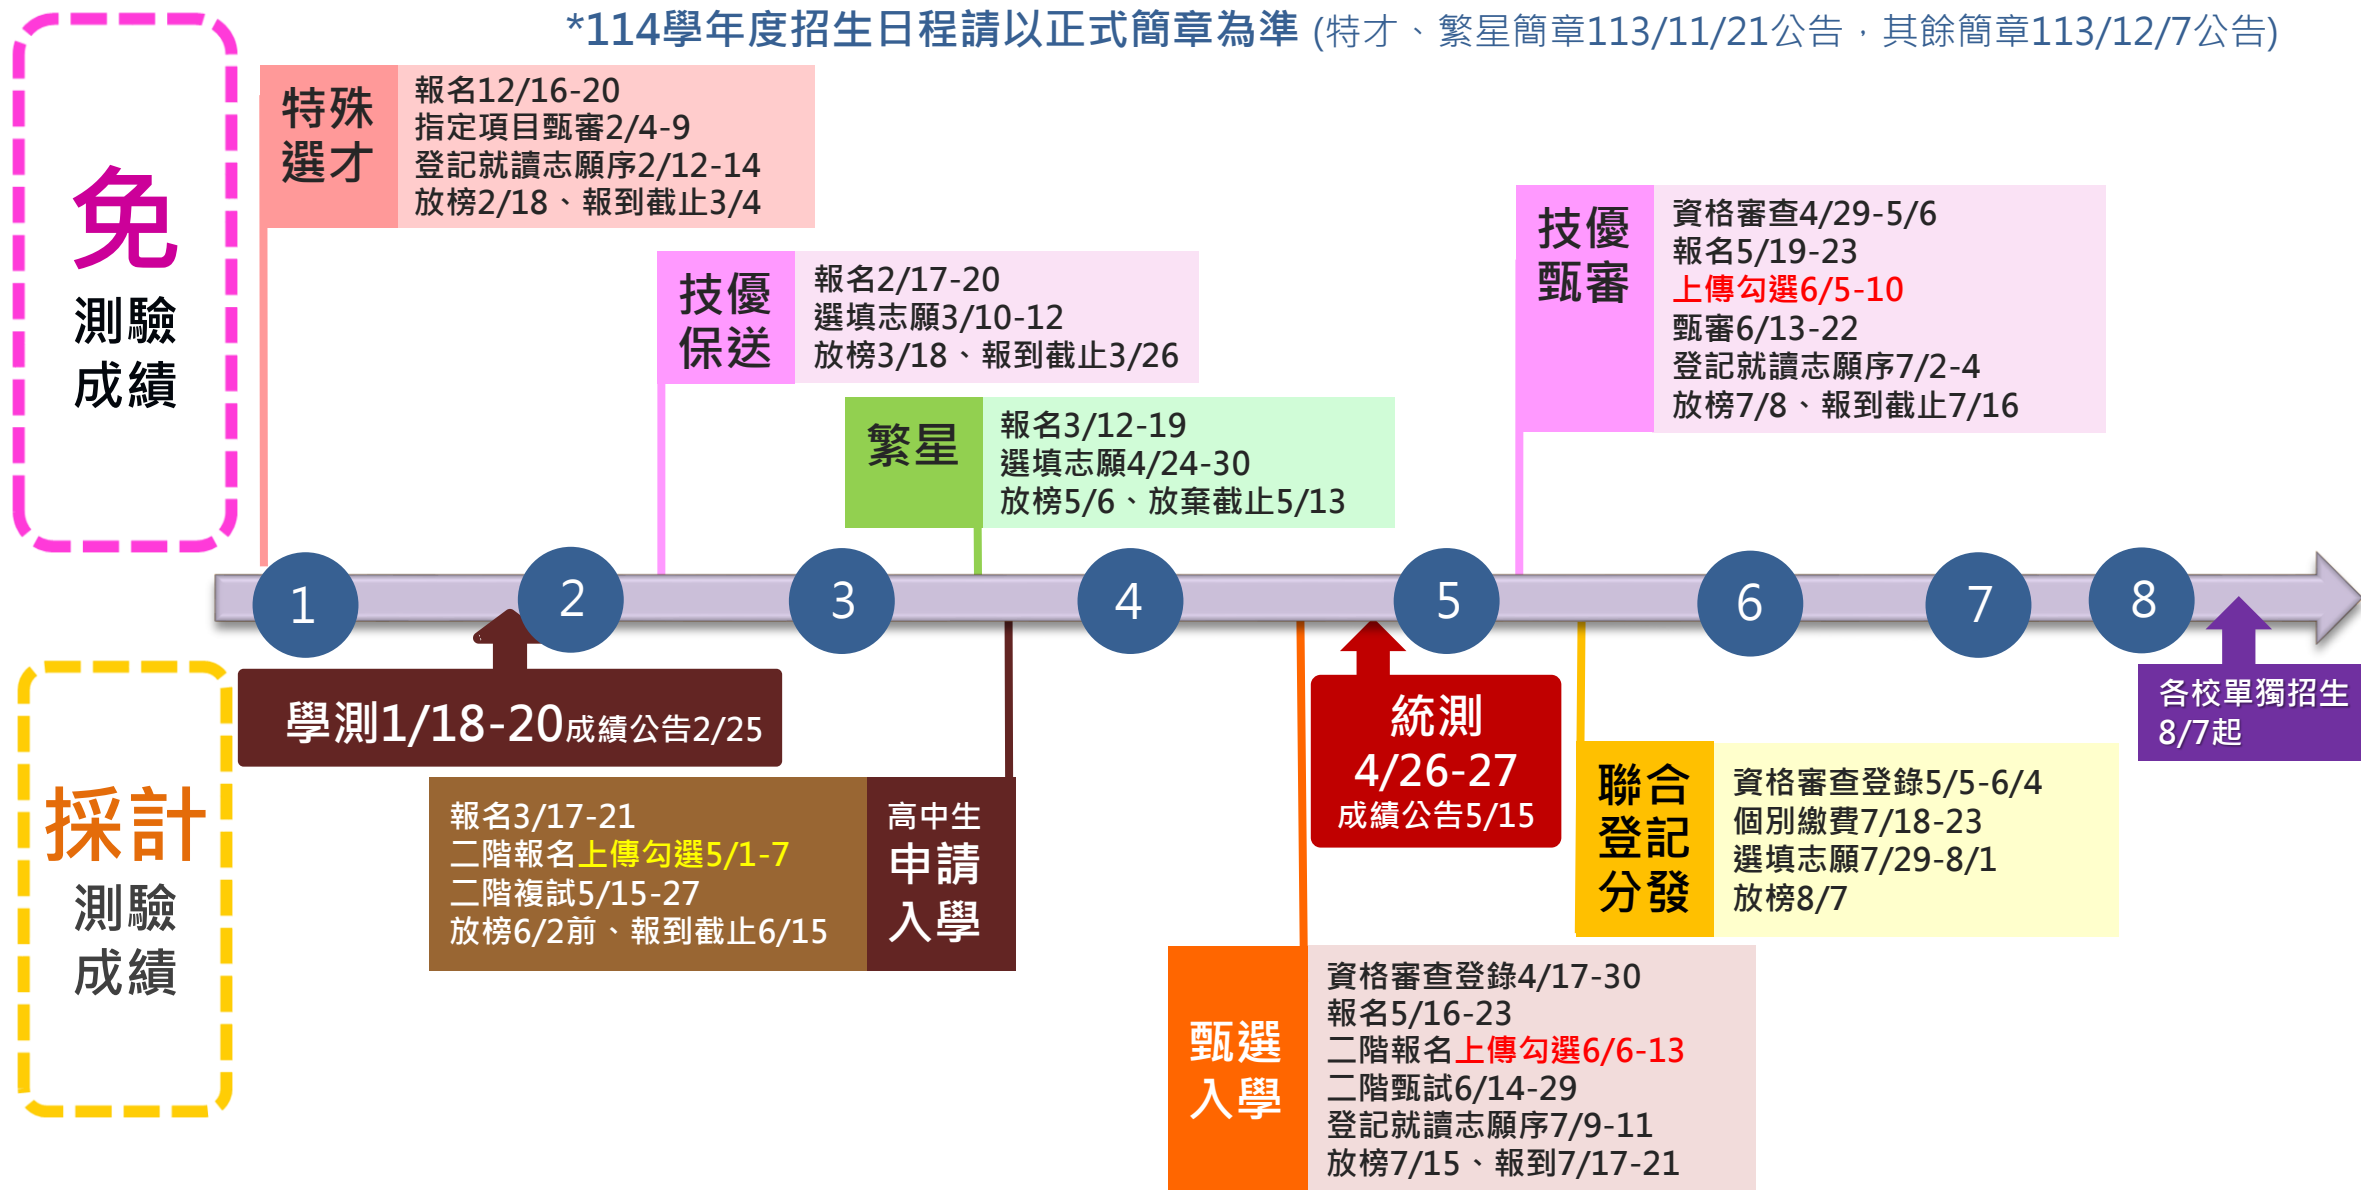 *114學年度招生日程請以正式簡章為準 (特才、繁星簡章113/11/21公告，其餘簡章113/12/7公告)
免
測驗
成績
特殊
選才
報名12/16-20
指定項目甄審2/4-9
登記就讀志願序2/12-14
放榜2/18、報到截止3/4
技優
保送
報名2/17-20
選填志願3/10-12
放榜3/18、報到截止3/26
繁星
報名3/12-19
選填志願4/24-30
放榜5/6、放棄截止5/13
技優
甄審
資格審查4/29-5/6
報名5/19-23
上傳勾選6/5-10
甄審6/13-22
登記就讀志願序7/2-4
放榜7/8、報到截止7/16
1
2
3
4
5
6
7
8
採計
測驗
成績
學測1/18-20成績公告2/25
報名3/17-21
二階報名上傳勾選5/1-7
二階複試5/15-27
放榜6/2前、報到截止6/15
高中生
申請
入學
統測
4/26-27
成績公告5/15
甄選
入學
資格審查登錄4/17-30
報名5/16-23
二階報名上傳勾選6/6-13
二階甄試6/14-29
登記就讀志願序7/9-11
放榜7/15、報到7/17-21
聯合
登記
分發
資格審查登錄5/5-6/4
個別繳費7/18-23
選填志願7/29-8/1
放榜8/7
各校單獨招生
8/7起